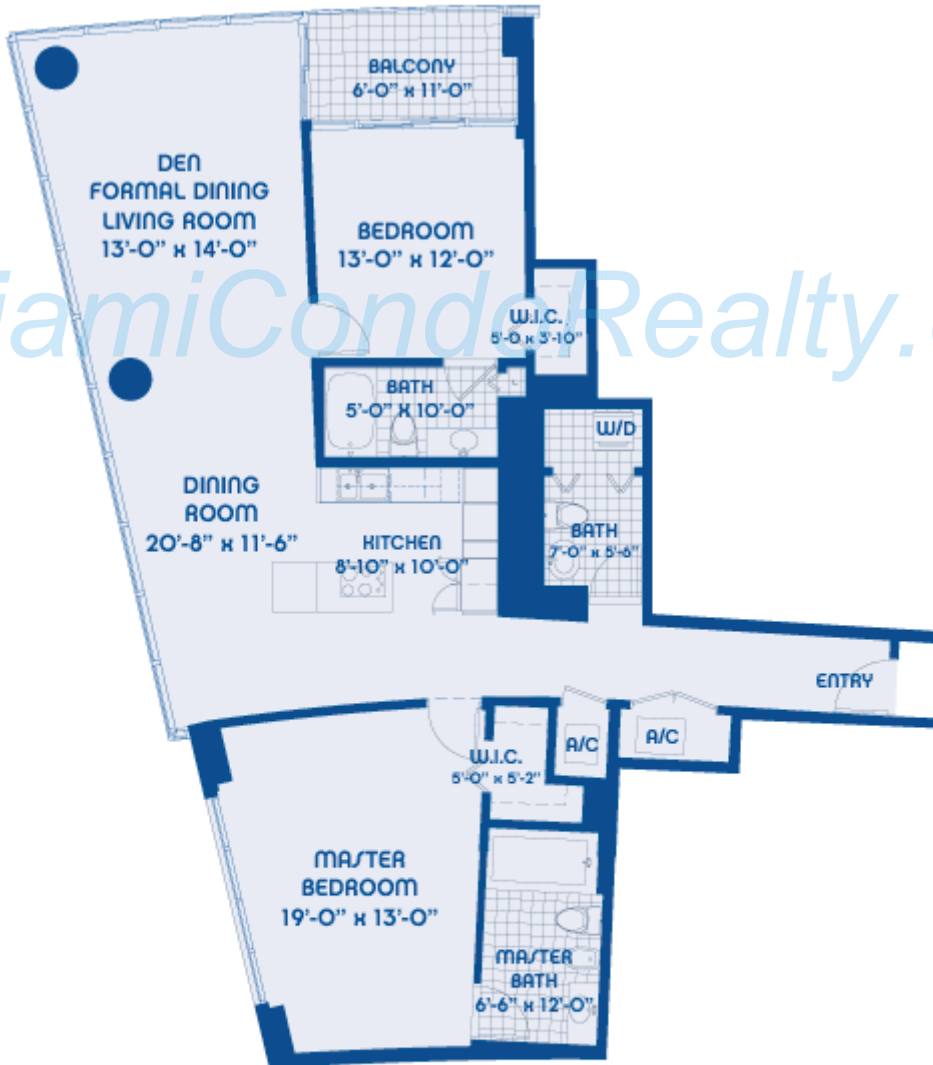 BALCONY
6'-0" x 11'-0"
DEN
FORMAL DINING
LIVING ROOM
13'-0" x 14'-0"
BEDROOM
13'-0" x 12'-0"
iamiCondoRealty.
W.I.C.
5'-0 x 3'-10"
BATH
5'-0" x 10'-0"
W/D
DINING
ROOM
20'-8" x 11'-6"
KITCHEN
8'-10" x 10'-0"
BATH
7'-0" x 5'-6"
ENTRY
A/C
A/C
W.I.C.
5'-0" x 5'-2"
MASTER
BEDROOM
19'-0" x 13'-0"
MASTER
BATH
6'-6" x 12'-0"